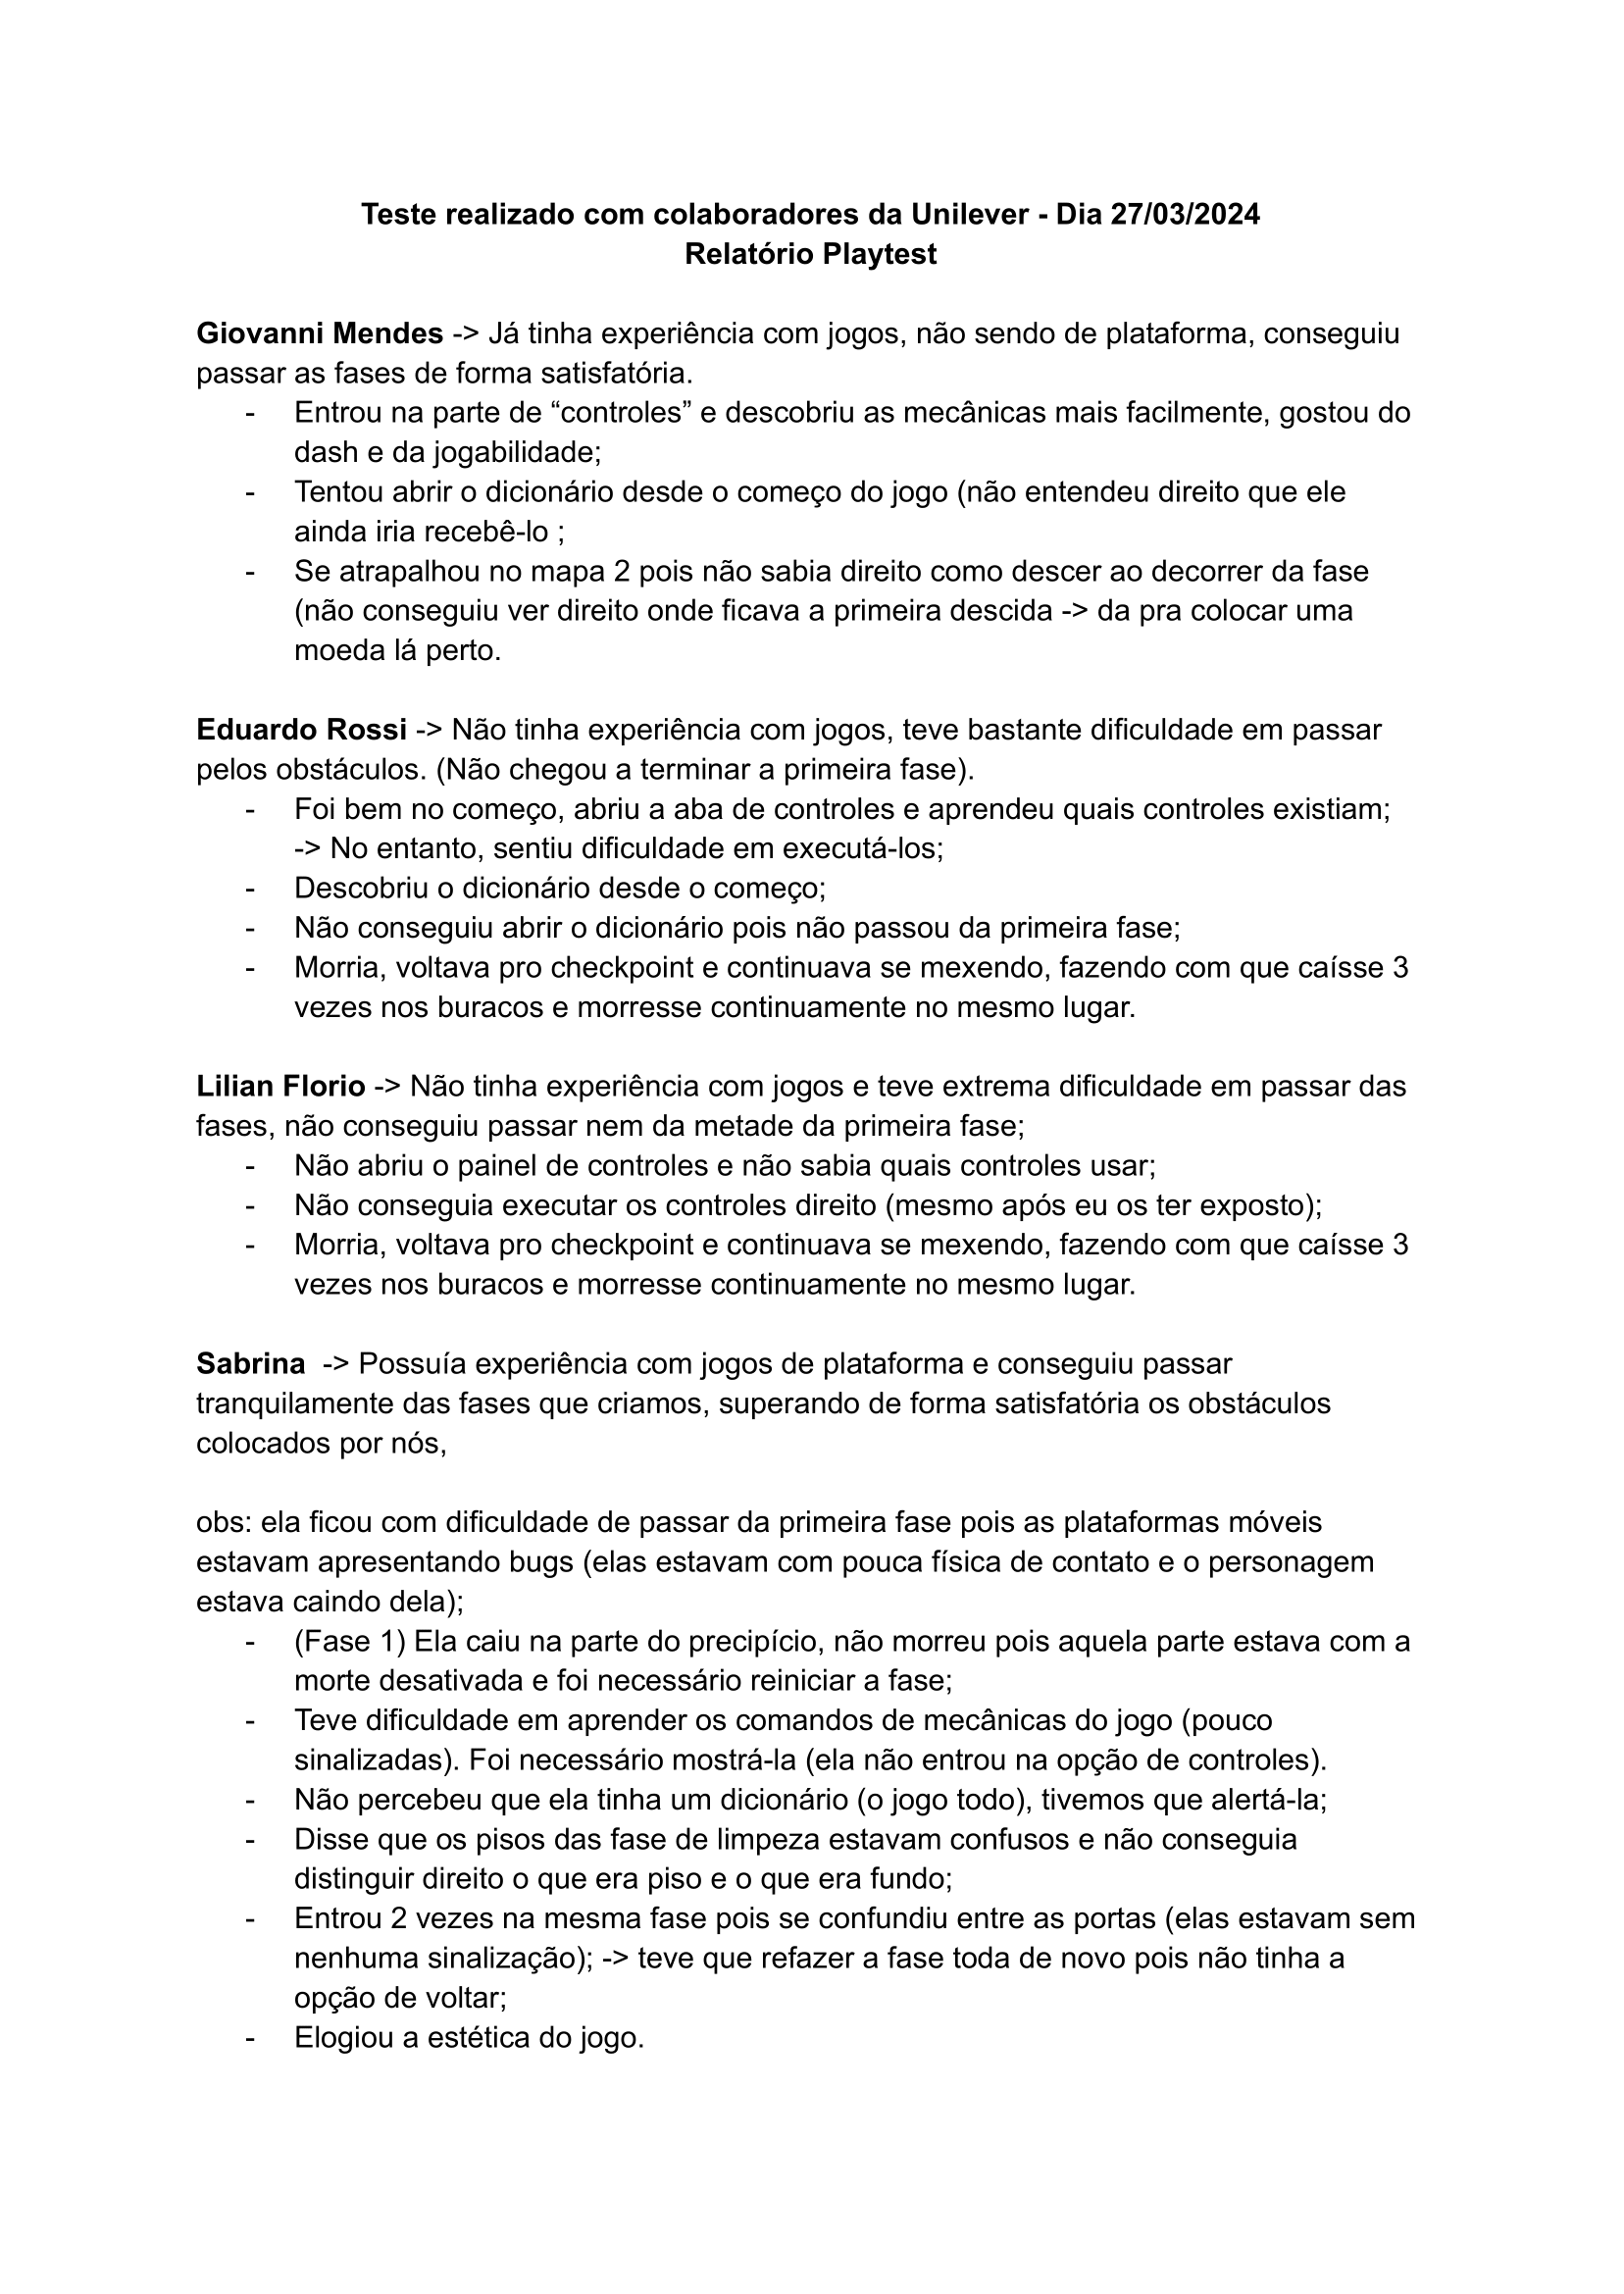 Teste realizado com colaboradores da Unilever - Dia 27/03/2024
Relatório Playtest
Giovanni Mendes -> Já tinha experiência com jogos, não sendo de plataforma, conseguiu
passar as fases de forma satisfatória.
- Entrou na parte de “controles” e descobriu as mecânicas mais facilmente, gostou do
dash e da jogabilidade;
- Tentou abrir o dicionário desde o começo do jogo (não entendeu direito que ele
ainda iria recebê-lo ;
- Se atrapalhou no mapa 2 pois não sabia direito como descer ao decorrer da fase
(não conseguiu ver direito onde ficava a primeira descida -> da pra colocar uma
moeda lá perto.
Eduardo Rossi -> Não tinha experiência com jogos, teve bastante dificuldade em passar
pelos obstáculos. (Não chegou a terminar a primeira fase).
- Foi bem no começo, abriu a aba de controles e aprendeu quais controles existiam;
-> No entanto, sentiu dificuldade em executá-los;
- Descobriu o dicionário desde o começo;
- Não conseguiu abrir o dicionário pois não passou da primeira fase;
- Morria, voltava pro checkpoint e continuava se mexendo, fazendo com que caísse 3
vezes nos buracos e morresse continuamente no mesmo lugar.
Lilian Florio -> Não tinha experiência com jogos e teve extrema dificuldade em passar das
fases, não conseguiu passar nem da metade da primeira fase;
- Não abriu o painel de controles e não sabia quais controles usar;
- Não conseguia executar os controles direito (mesmo após eu os ter exposto);
- Morria, voltava pro checkpoint e continuava se mexendo, fazendo com que caísse 3
vezes nos buracos e morresse continuamente no mesmo lugar.
Sabrina -> Possuía experiência com jogos de plataforma e conseguiu passar
tranquilamente das fases que criamos, superando de forma satisfatória os obstáculos
colocados por nós,
obs: ela ficou com dificuldade de passar da primeira fase pois as plataformas móveis
estavam apresentando bugs (elas estavam com pouca física de contato e o personagem
estava caindo dela);
- (Fase 1) Ela caiu na parte do precipício, não morreu pois aquela parte estava com a
morte desativada e foi necessário reiniciar a fase;
- Teve dificuldade em aprender os comandos de mecânicas do jogo (pouco
sinalizadas). Foi necessário mostrá-la (ela não entrou na opção de controles).
- Não percebeu que ela tinha um dicionário (o jogo todo), tivemos que alertá-la;
- Disse que os pisos das fase de limpeza estavam confusos e não conseguia
distinguir direito o que era piso e o que era fundo;
- Entrou 2 vezes na mesma fase pois se confundiu entre as portas (elas estavam sem
nenhuma sinalização); -> teve que refazer a fase toda de novo pois não tinha a
opção de voltar;
- Elogiou a estética do jogo.